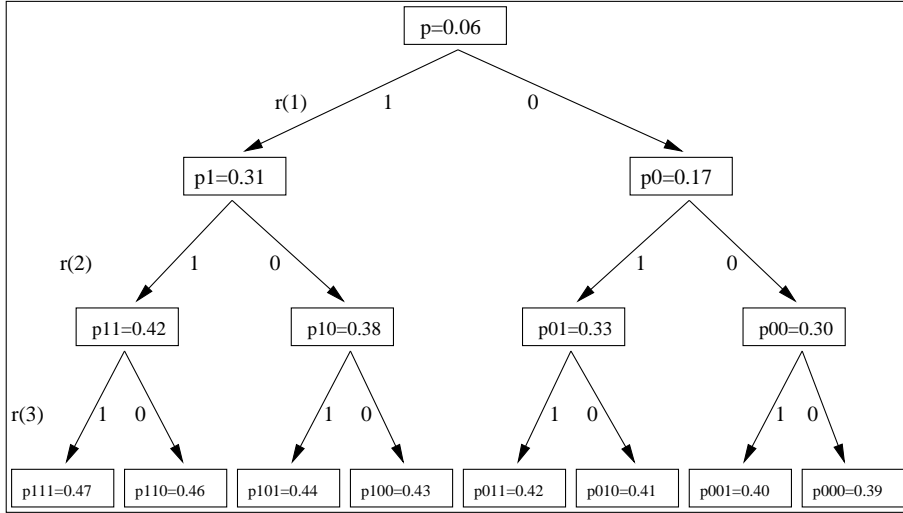 p=0.06
r(1) 1 0
p1=0.31 p0=0.17
r(2) 1 0 1 0
p11=0.42 p10=0.38 p01=0.33 p00=0.30
r(3) 1 0 1 0 1 0 1 0
p111=0.47 p110=0.46 p101=0.44 p100=0.43 p011=0.42 p010=0.41 p001=0.40 p000=0.39